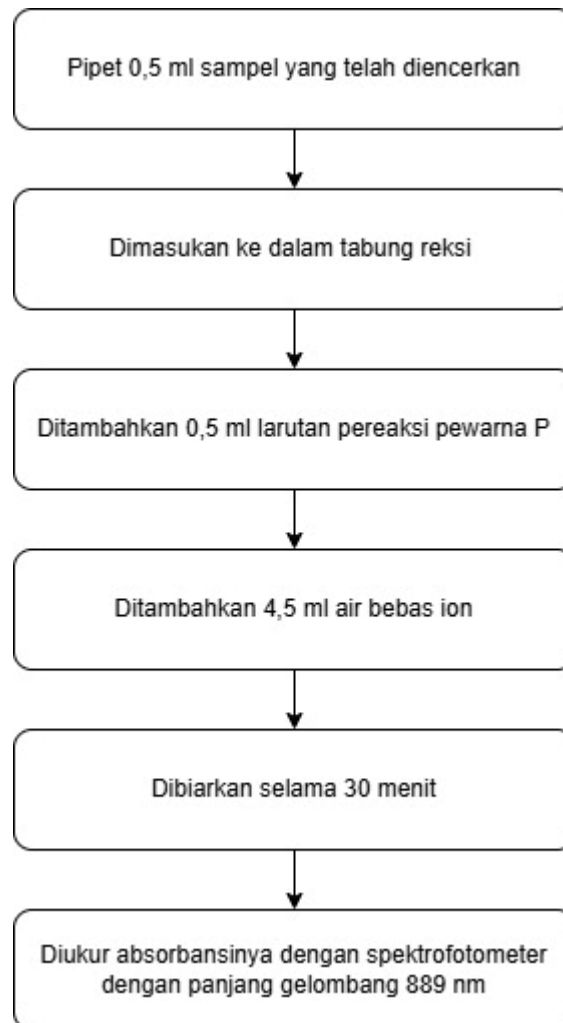 Pipet 0,5 ml sampel yang telah diencerkan
Dimasukan ke dalam tabung reksi
Ditambahkan 0,5 ml larutan pereaksi pewarna P
Ditambahkan 4,5 ml air bebas ion
Dibiarkan selama 30 menit
Diukur absorbansinya dengan spektrofotometer
dengan panjang gelombang 889 nm